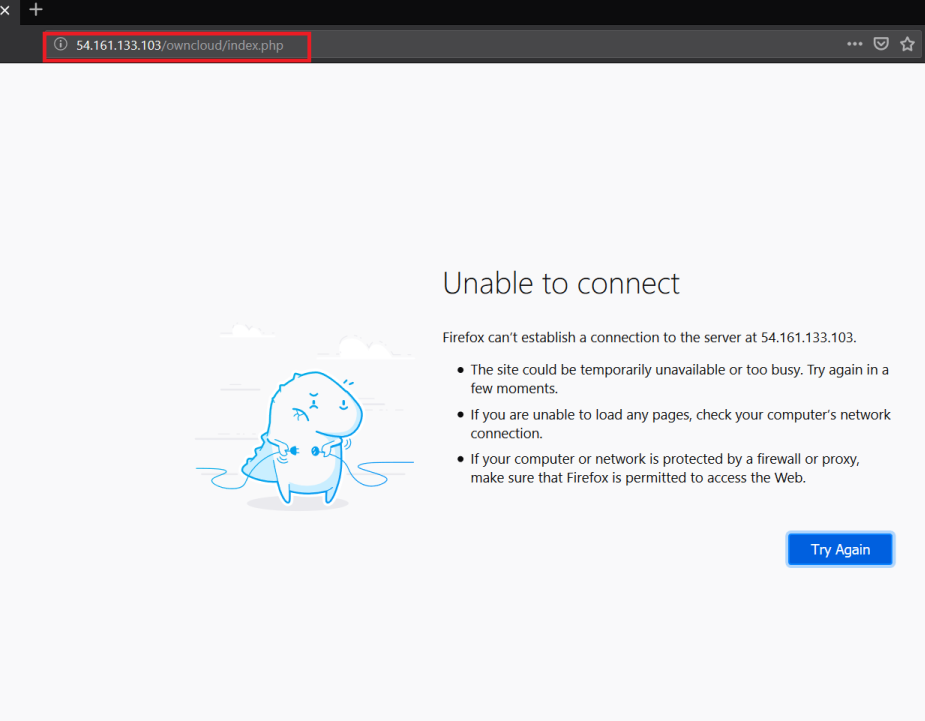 54.161.133.103/owncloud/index.php
Unable to connect
Firefox can’t establish a connection to the server at 54.161.133.103.
The site could be temporarily unavailable or too busy. Try again in a
few moments.
If you are unable to load any pages, check your computer’s network
connection.
If your computer or network is protected by a firewall or proxy,
make sure that Firefox is permitted to access the Web.
Try Again